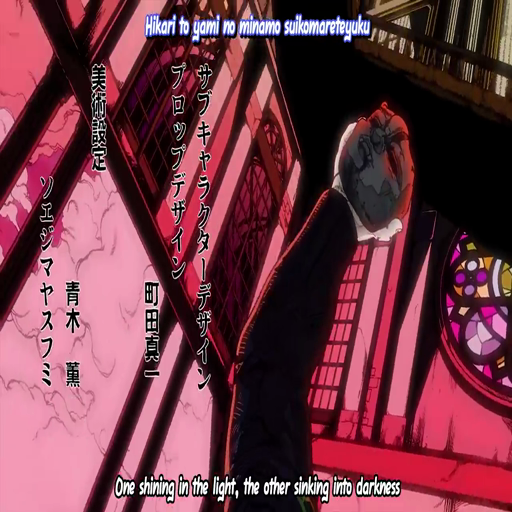 Hikari to yami no minamo suikomareteyuku
サブキャラクターデザイン
プロップデザイン
町田真一
美術設定
青木 薫
ソエジマヤスフミ
One shining in the light, the other sinking into darkness